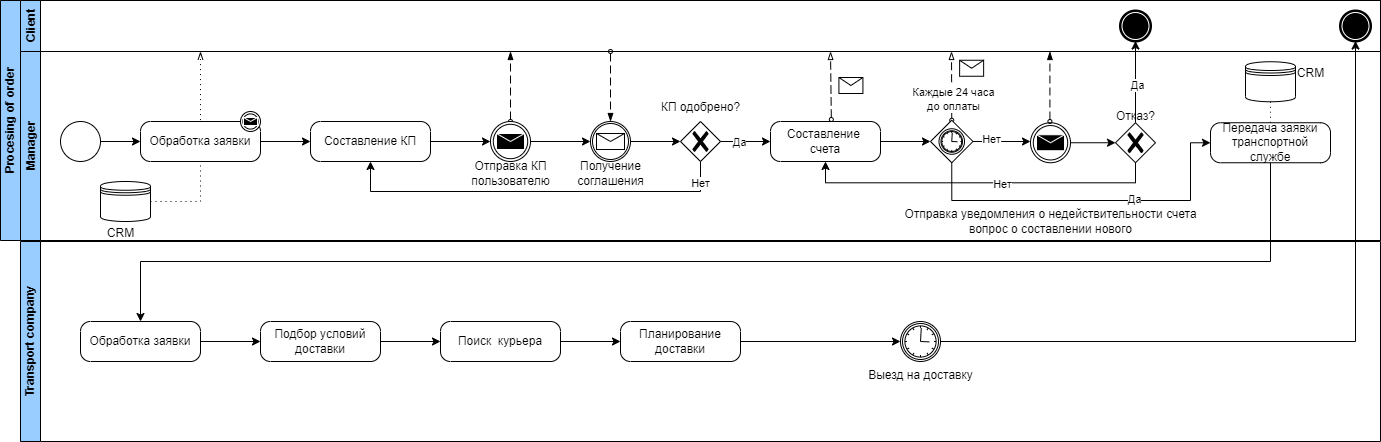 Procesing of order
Client
Manager
Transport company
КП одобрено?
Каждые 24 часа
до оплаты
Да
Отказ?
CRM
Обработка заявки
Составление КП
Отправка КП
пользователю
Получение
соглашения
Да
Нет
Составление
счета
Нет
Нет
Да
Передача заявки
транспортной
службе
CRM
Отправка уведомления о недействительности счета
вопрос о составлении нового
Обработка заявки
Подбор условий
доставки
Поиск курьера
Планирование
доставки
Выезд на доставку